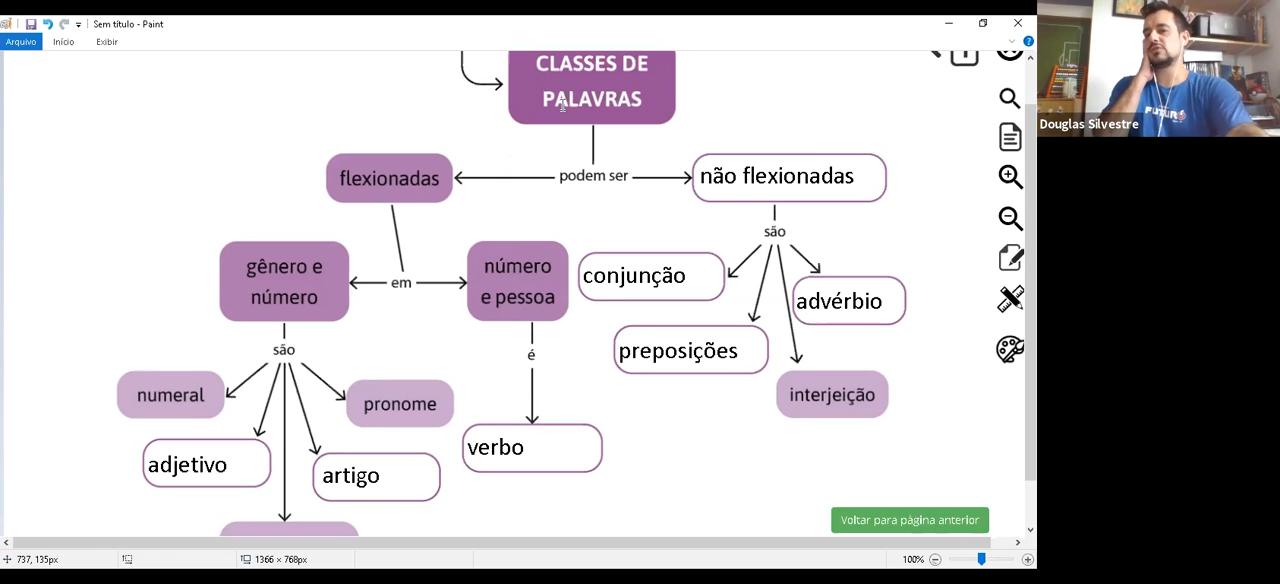 Sem título - Paint
Arquivo Início Exibir
CLASSES DE
PALAVRAS
flexionadas
podem ser
não flexionadas
gênero e
número
em
número
e pessoa
são
conjunção
advérbio
preposições
interjeição
são
é
numeral
pronome
adjetivo
artigo
verbo
Voltar para página anterior
737, 135px
1366 × 768px
100%
FUTURO
Douglas Silvestre